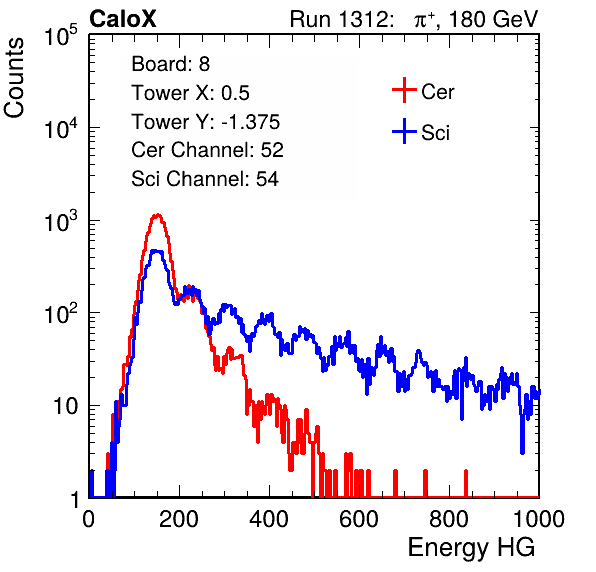 CaloX Run 1312: π⁺, 180 GeV
Counts
10⁵
10⁴
10³
10²
10
1
Board: 8
Tower X: 0.5
Tower Y: -1.375
Cer Channel: 52
Sci Channel: 54
Cer
Sci
0 200 400 600 800 1000
Energy HG